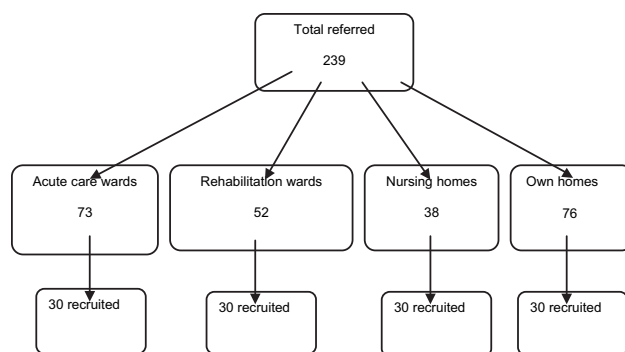 Total referred
239
Acute care wards
73
Rehabilitation wards
52
Nursing homes
38
Own homes
76
30 recruited
30 recruited
30 recruited
30 recruited